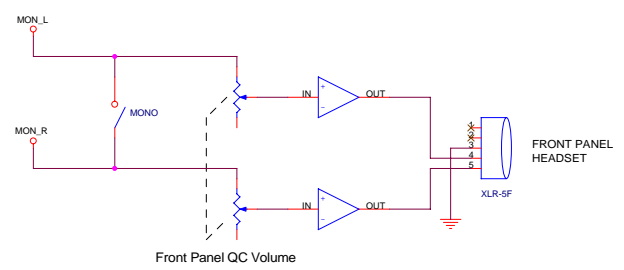 MON_L
MONO
MON_R
IN
+
−
OUT
1
2
3
4
5
FRONT PANEL
HEADSET
XLR-5F
IN
+
−
OUT
Front Panel QC Volume